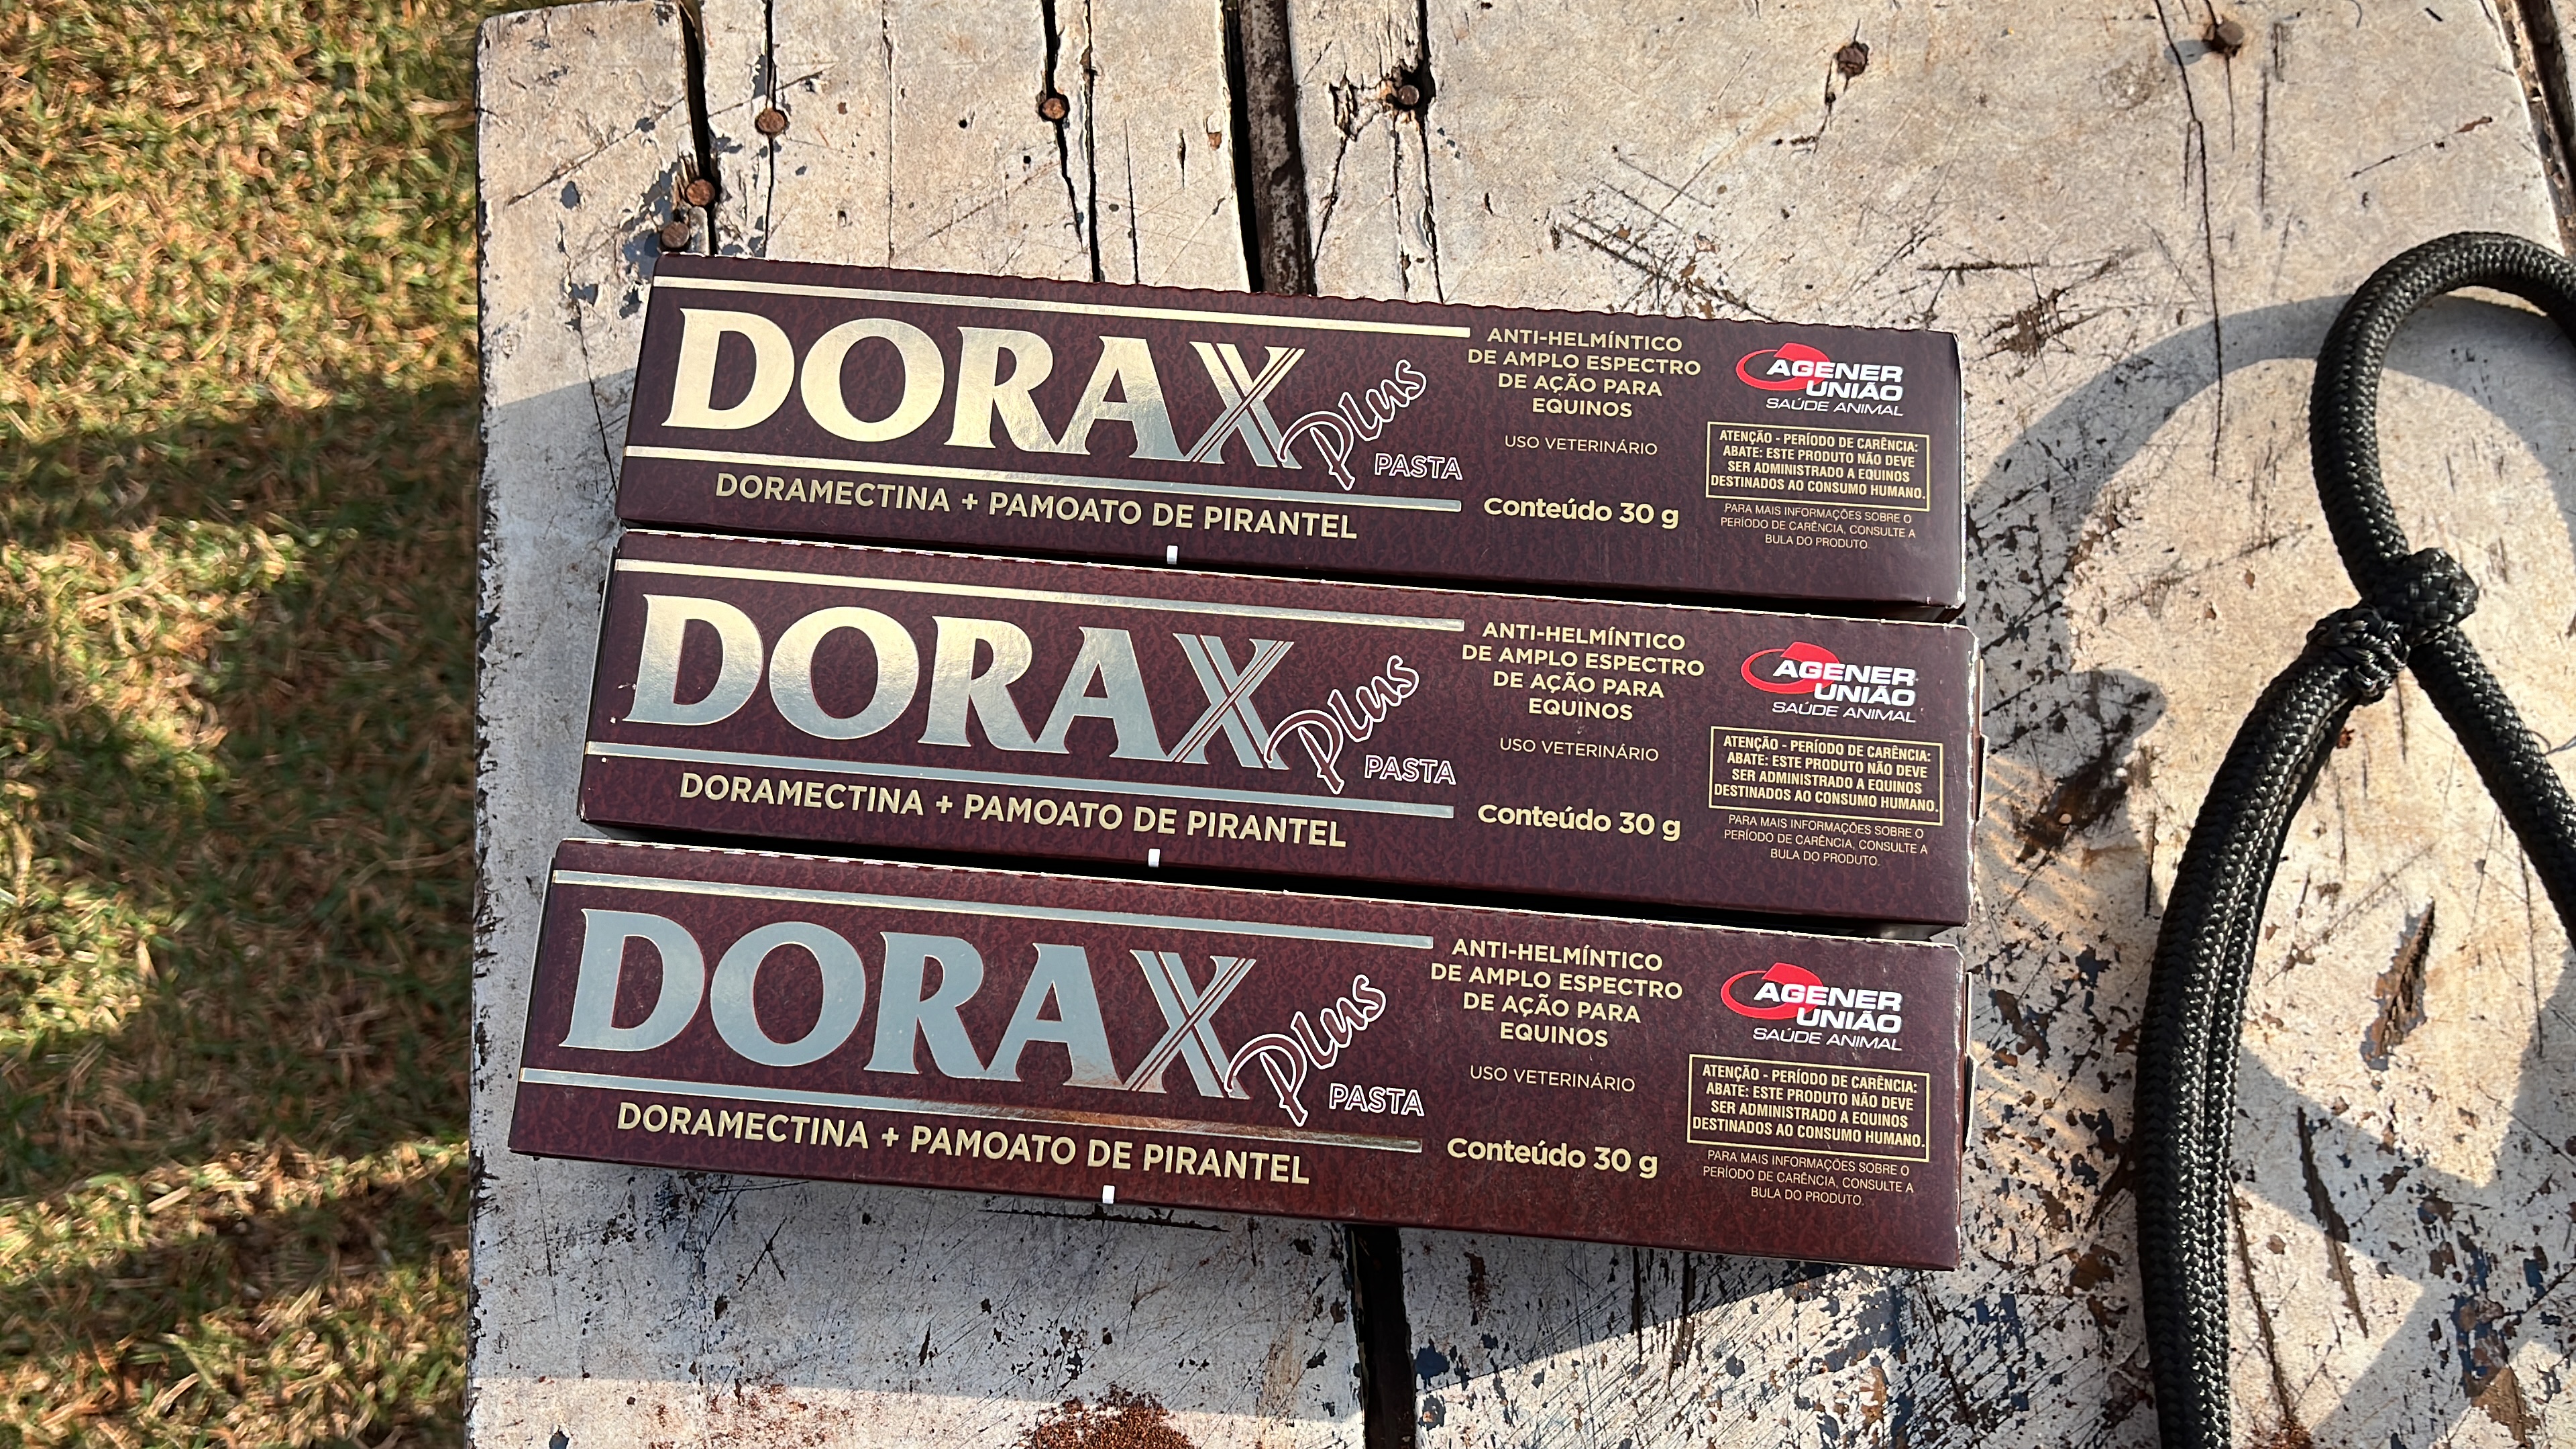 DORAX
Plus
PASTA
DORAMECTINA + PAMOATO DE PIRANTEL
ANTI-HELMÍNTICO
DE AMPLO ESPECTRO
DE AÇÃO PARA
EQUINOS
USO VETERINÁRIO
Conteúdo 30 g
AGENER
UNIÃO
SAÚDE ANIMAL
ATENÇÃO - PERÍODO DE CARÊNCIA:
ABATE: ESTE PRODUTO NÃO DEVE
SER ADMINISTRADO A EQUINOS
DESTINADOS AO CONSUMO HUMANO.
PARA MAIS INFORMAÇÕES SOBRE O
PERÍODO DE CARÊNCIA, CONSULTE A
BULA DO PRODUTO.
DORAX
Plus
PASTA
DORAMECTINA + PAMOATO DE PIRANTEL
ANTI-HELMÍNTICO
DE AMPLO ESPECTRO
DE AÇÃO PARA
EQUINOS
USO VETERINÁRIO
Conteúdo 30 g
AGENER
UNIÃO
SAÚDE ANIMAL
ATENÇÃO - PERÍODO DE CARÊNCIA:
ABATE: ESTE PRODUTO NÃO DEVE
SER ADMINISTRADO A EQUINOS
DESTINADOS AO CONSUMO HUMANO.
PARA MAIS INFORMAÇÕES SOBRE O
PERÍODO DE CARÊNCIA, CONSULTE A
BULA DO PRODUTO.
DORAX
Plus
PASTA
DORAMECTINA + PAMOATO DE PIRANTEL
ANTI-HELMÍNTICO
DE AMPLO ESPECTRO
DE AÇÃO PARA
EQUINOS
USO VETERINÁRIO
Conteúdo 30 g
AGENER
UNIÃO
SAÚDE ANIMAL
ATENÇÃO - PERÍODO DE CARÊNCIA:
ABATE: ESTE PRODUTO NÃO DEVE
SER ADMINISTRADO A EQUINOS
DESTINADOS AO CONSUMO HUMANO.
PARA MAIS INFORMAÇÕES SOBRE O
PERÍODO DE CARÊNCIA, CONSULTE A
BULA DO PRODUTO.